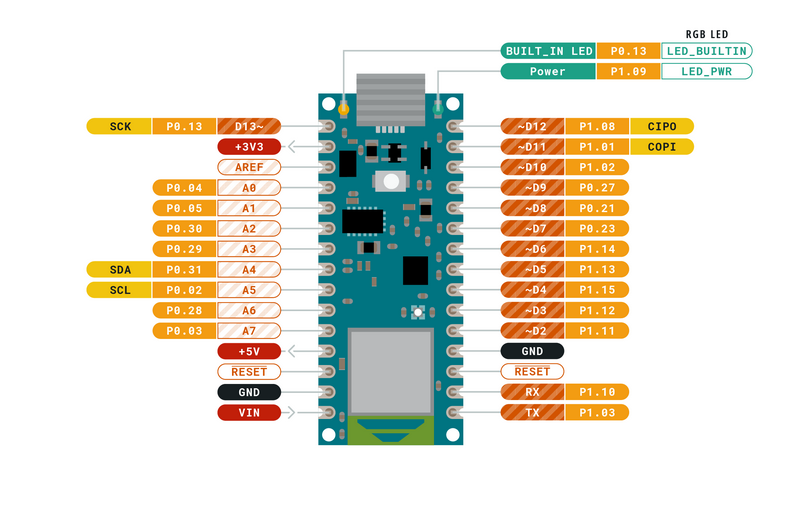 RGB LED
BUILT_IN LED P0.13 LED_BUILTIN
Power P1.09 LED_PWR
SCK P0.13 D13~
+3V3
AREF
P0.04 A0
P0.05 A1
P0.30 A2
P0.29 A3
SDA P0.31 A4
SCL P0.02 A5
P0.28 A6
P0.03 A7
+5V
RESET
GND
VIN
~D12 P1.08 CIPO
~D11 P1.01 COPI
~D10 P1.02
~D9 P0.27
~D8 P0.21
~D7 P0.23
~D6 P1.14
~D5 P1.13
~D4 P1.15
~D3 P1.12
~D2 P1.11
GND
RESET
RX P1.10
TX P1.03